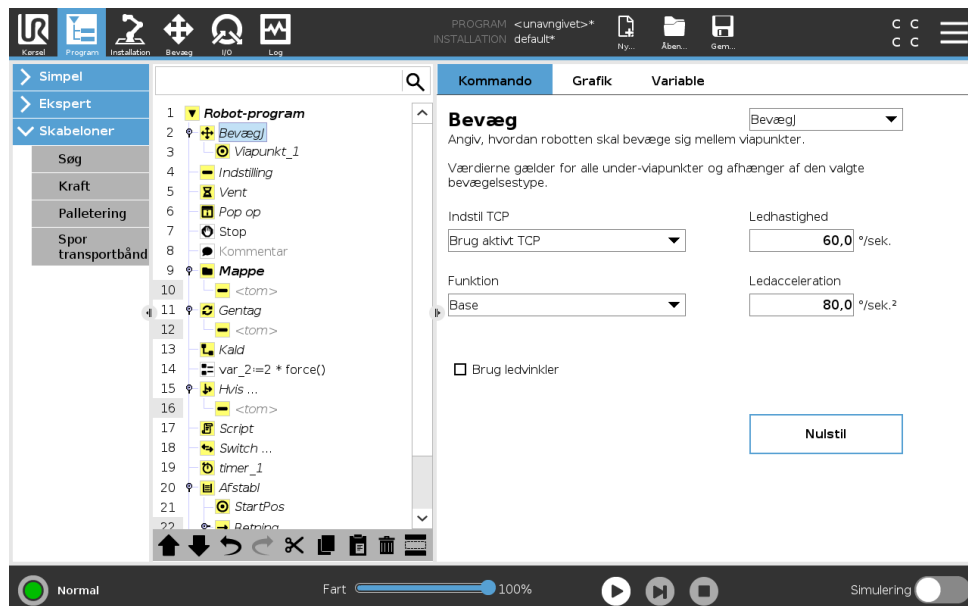 PROGRAM <unavngivet>*
INSTALLATION default*
Kørsel
Program
Installation
Bevæg
I/O
Log
Ny...
Åben...
Gem...
C C
C C
Simpel
Ekspert
Skabeloner
Søg
Kraft
Palletering
Spor
transportbånd
1 Robot-program
2 BevægJ
3 Viapunkt_1
4 Indstilling
5 Vent
6 Pop op
7 Stop
8 Kommentar
9 Mappe
10 <tom>
11 Gentag
12 <tom>
13 Kald
14 var_2:=2 * force()
15 Hvis ...
16 <tom>
17 Script
18 Switch ...
19 timer_1
20 Afstabl
21 StartPos
22 Retning
Kommando
Grafik
Variable
Bevæg
BevægJ
Angiv, hvordan robotten skal bevæge sig mellem viapunkter.
Værdierne gælder for alle under-viapunkter og afhænger af den valgte
bevægelsestype.
Indstil TCP
Ledhastighed
Brug aktivt TCP
60,0 °/sek.
Funktion
Ledacceleration
Base
80,0 °/sek.²
Brug ledvinkler
Nulstil
Normal
Fart
100%
Simulering